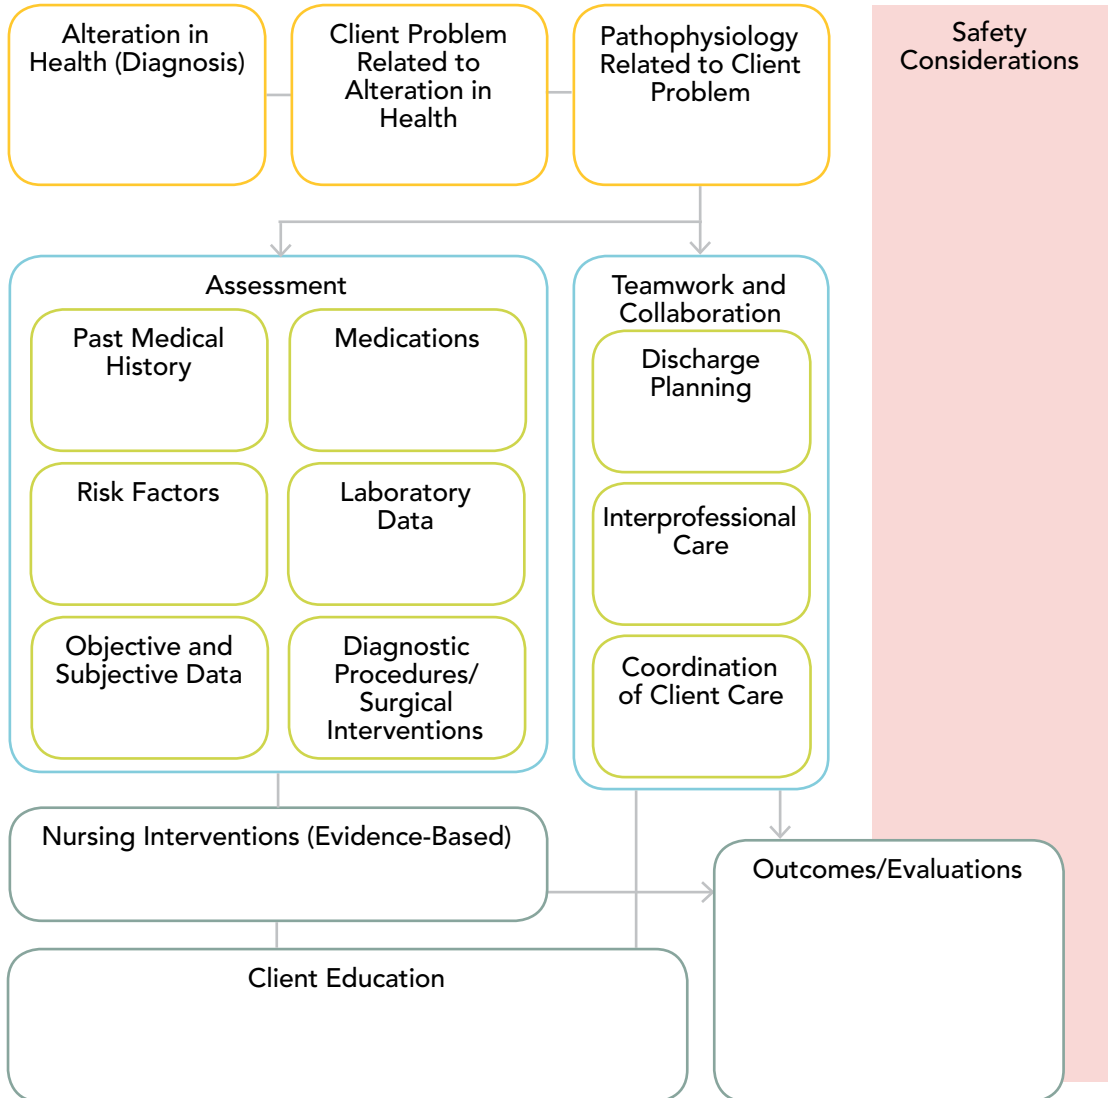 Alteration in
Health (Diagnosis)
Client Problem
Related to
Alteration in
Health
Pathophysiology
Related to Client
Problem
Safety
Considerations
Assessment
Past Medical
History
Medications
Risk Factors
Laboratory
Data
Objective and
Subjective Data
Diagnostic
Procedures/
Surgical
Interventions
Teamwork and
Collaboration
Discharge
Planning
Interprofessional
Care
Coordination
of Client Care
Nursing Interventions (Evidence-Based)
Outcomes/Evaluations
Client Education